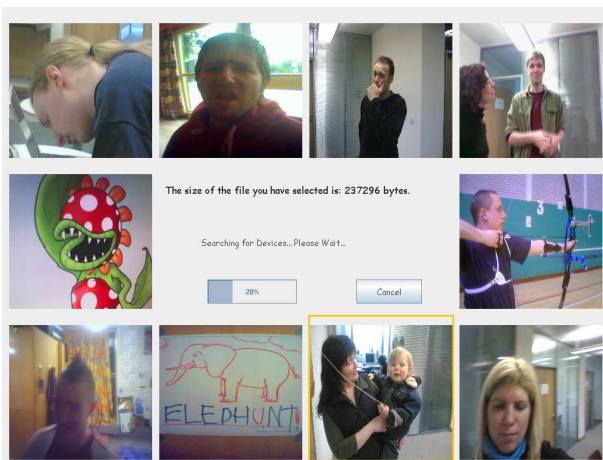 The size of the file you have selected is: 237296 bytes.
3
Searching for Devices... Please Wait...
28%
Cancel
ELEPHUNT